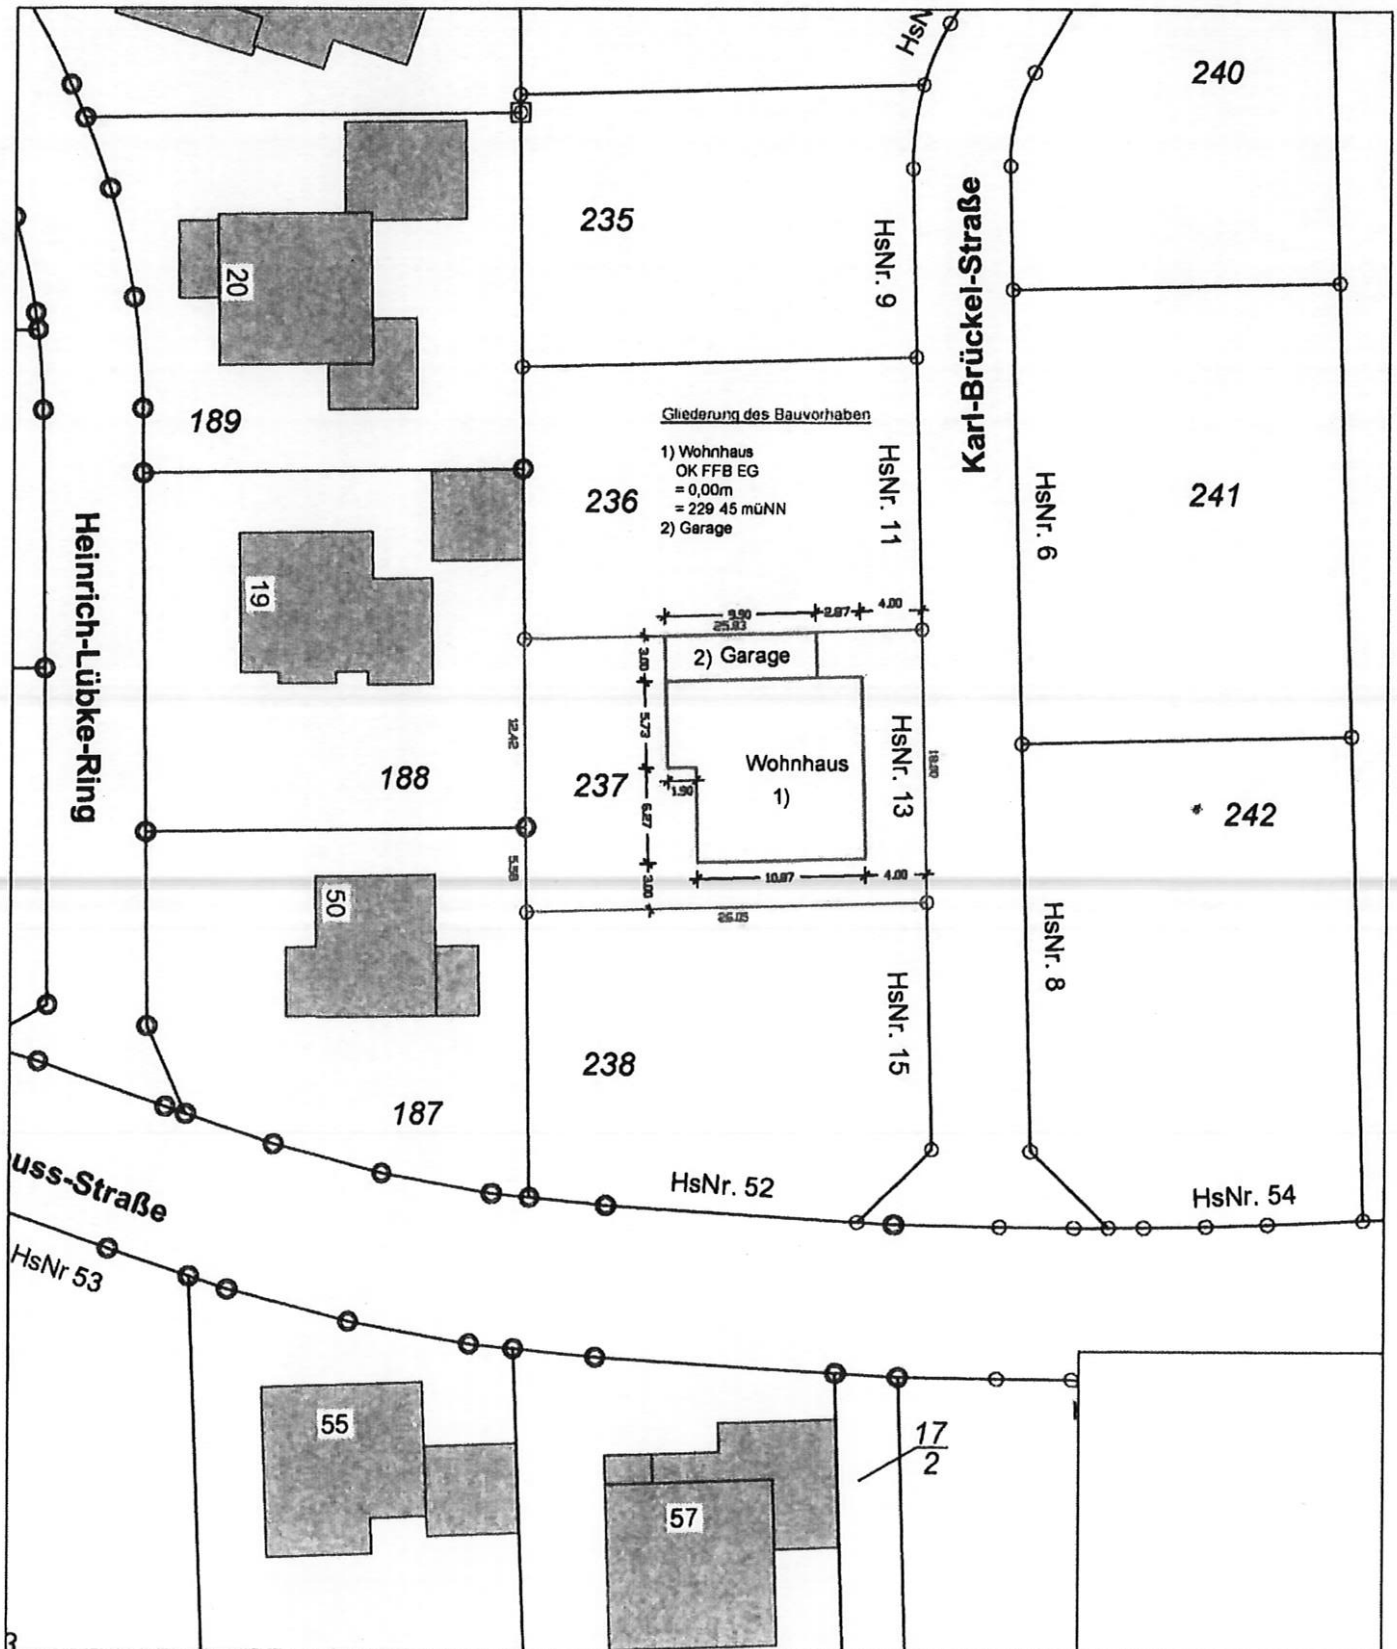 240
235
20
HsNr. 9
Karl-Brückel-Straße
189
Gliederung des Bauvorhaben
1) Wohnhaus
OK FFB EG
= 0,00m
= 229 45 müNN
2) Garage
236
HsNr. 11
HsNr. 6
241
Heinrich-Lübke-Ring
19
9.90
2.87
4.00
25.83
3.00
2) Garage
5.73
12.42
188
237
1.90
Wohnhaus
1)
HsNr. 13
18.00
242
6.27
10.97
4.00
5.58
3.00
26.05
50
HsNr. 8
HsNr. 15
238
187
uss-Straße
HsNr. 52
HsNr. 54
HsNr 53
55
57
17
2